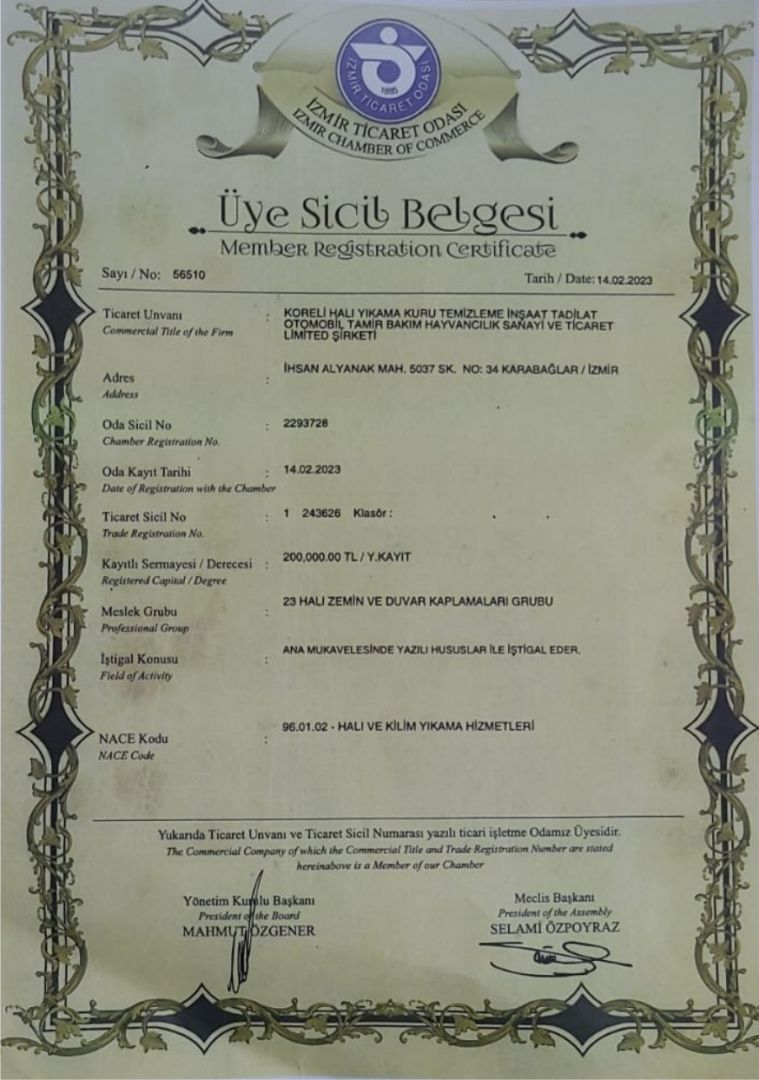 İZMİR TİCARET ODASI
1885
İZMİR TİCARET ODASI
IZMIR CHAMBER OF COMMERCE
Üye Sicil Belgesi
Member Registration Certificate
Sayı / No: 56510
Tarih / Date: 14.02.2023
Ticaret Unvanı : KORELİ HALI YIKAMA KURU TEMİZLEME İNŞAAT TADİLAT
Commercial Title of the Firm OTOMOBİL TAMİR BAKIM HAYVANCILIK SANAYİ VE TİCARET
LİMİTED ŞİRKETİ
Adres : İHSAN ALYANAK MAH. 5037 SK. NO: 34 KARABAĞLAR / İZMİR
Address
Oda Sicil No : 2293728
Chamber Registration No.
Oda Kayıt Tarihi : 14.02.2023
Date of Registration with the Chamber
Ticaret Sicil No : 1 243626 Klasör :
Trade Registration No.
Kayıtlı Sermayesi / Derecesi : 200,000.00 TL / Y.KAYIT
Registered Capital / Degree
Meslek Grubu : 23 HALI ZEMİN VE DUVAR KAPLAMALARI GRUBU
Professional Group
İştigal Konusu : ANA MUKAVELESİNDE YAZILI HUSUSLAR İLE İŞTİGAL EDER.
Field of Activity
NACE Kodu : 96.01.02 - HALI VE KİLİM YIKAMA HİZMETLERİ
NACE Code
Yukarıda Ticaret Unvanı ve Ticaret Sicil Numarası yazılı ticari işletme Odamız Üyesidir.
The Commercial Company of which the Commercial Title and Trade Registration Number are stated
hereinabove is a Member of our Chamber
Yönetim Kurulu Başkanı
President of the Board
MAHMUT ÖZGENER
Meclis Başkanı
President of the Assembly
SELAMİ ÖZPOYRAZ